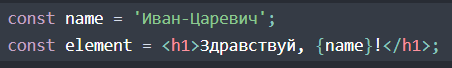 const name = 'Иван-Царевич';
const element = <h1>Здравствуй, {name}!</h1>;